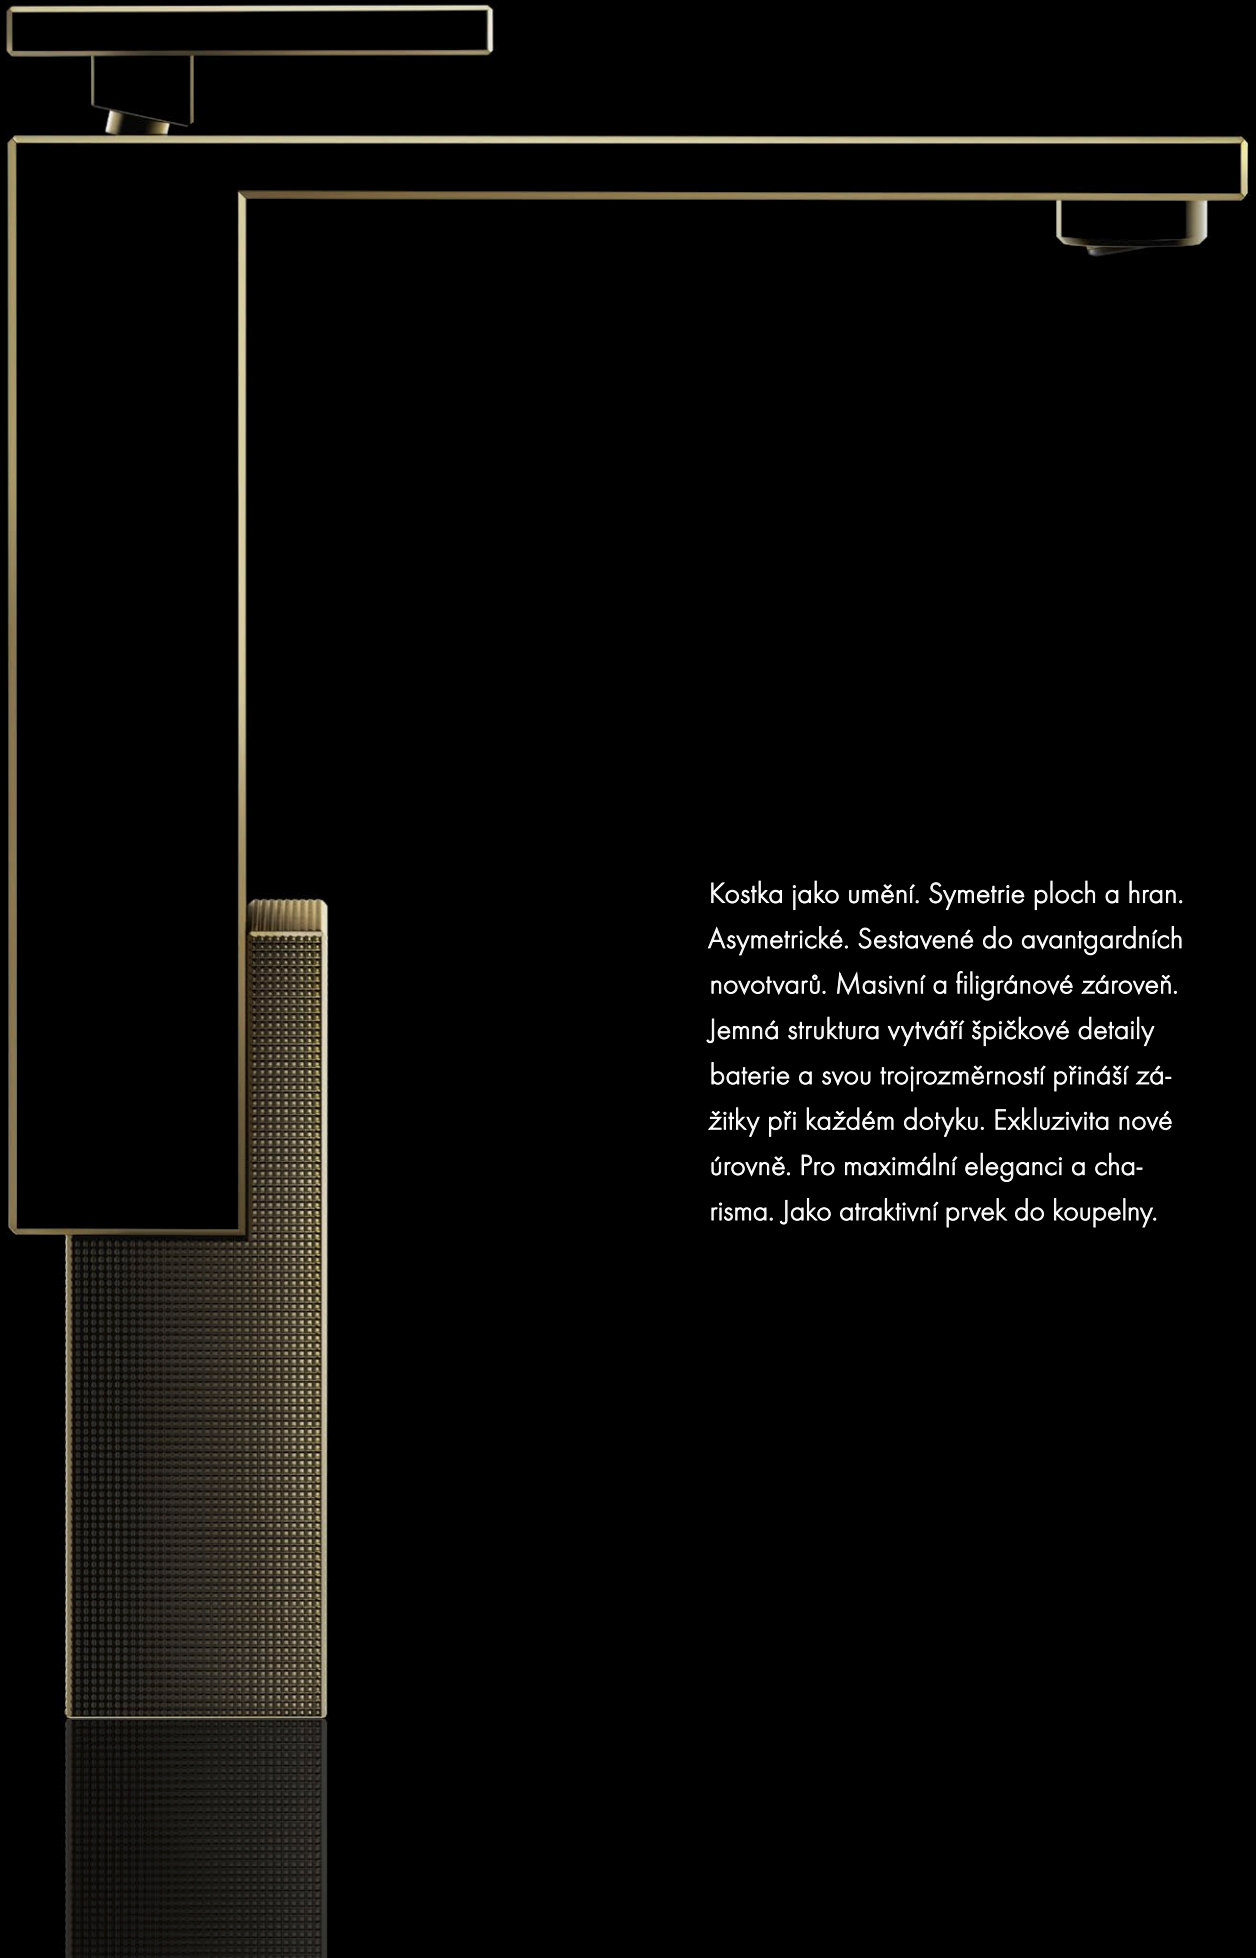 Kostka jako umění. Symetrie ploch a hran.
Asymetrické. Sestavené do avantgardních
novotvarů. Masivní a filigránové zároveň.
Jemná struktura vytváří špičkové detaily
baterie a svou trojrozměrností přináší zá-
žitky při každém dotyku. Exkluzivita nové
úrovně. Pro maximální eleganci a cha-
risma. Jako atraktivní prvek do koupelny.